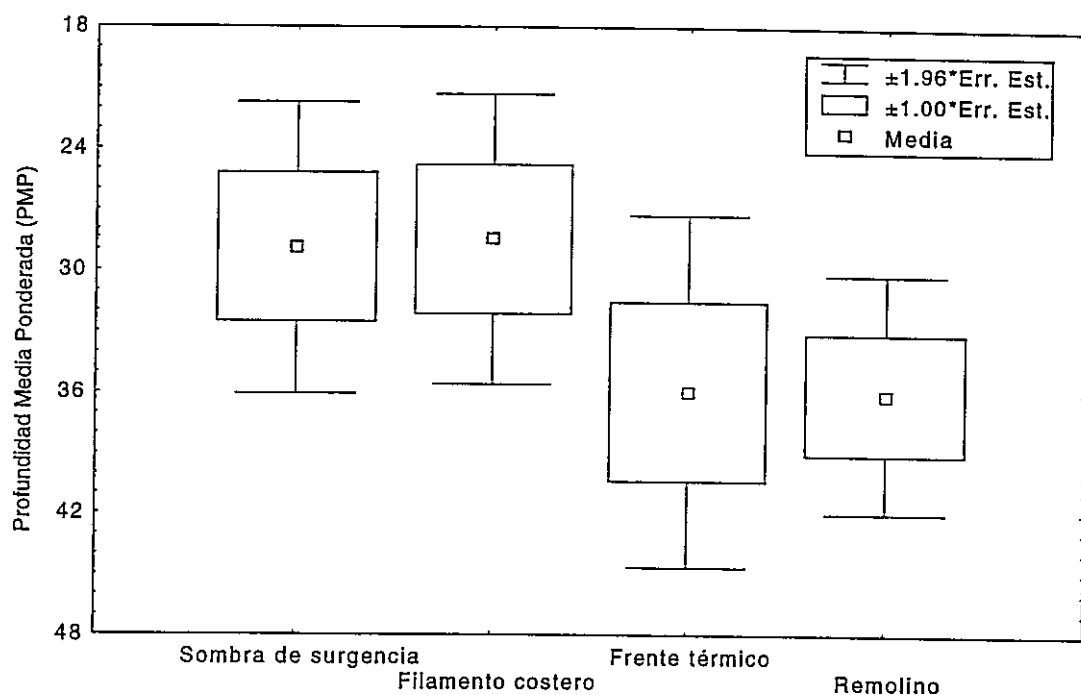 18
24
30
36
42
48
Profundidad Media Ponderada (PMP)
±1.96*Err. Est.
±1.00*Err. Est.
Media
Sombra de surgencia
Filamento costero
Frente térmico
Remolino